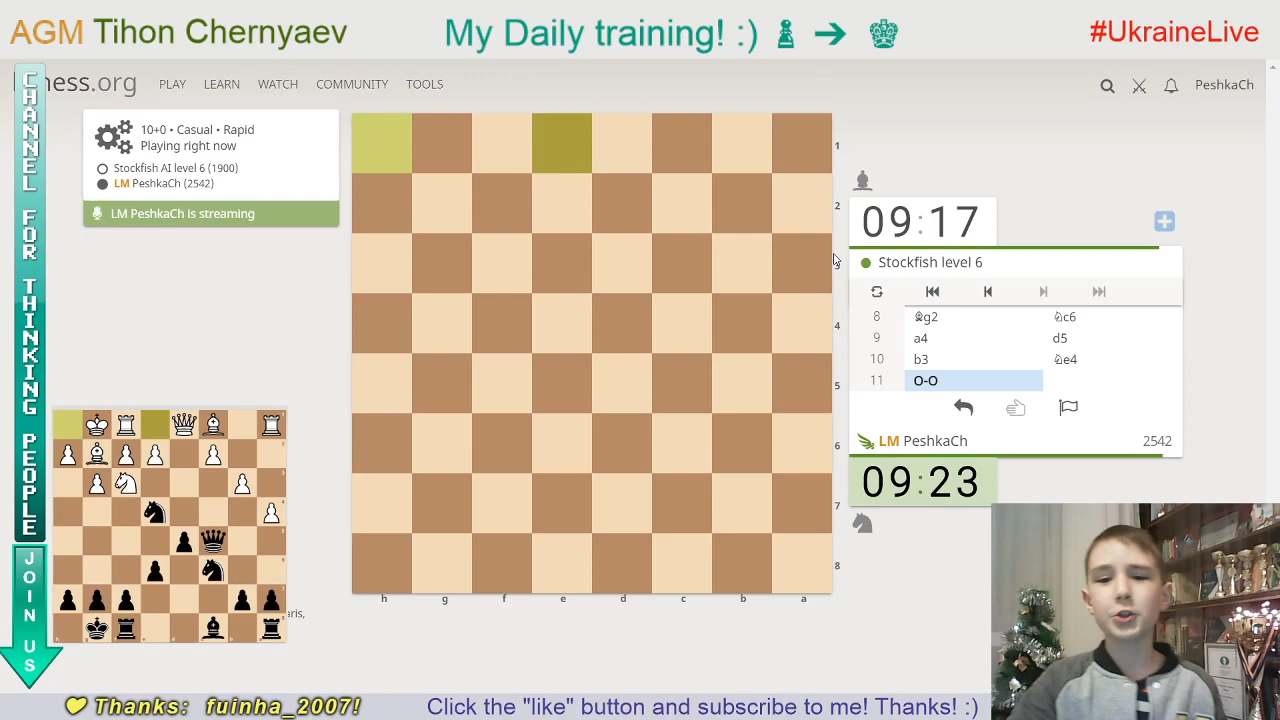 AGM Tihon Chernyaev
My Daily training! :)
#UkraineLive
CHANNEL FOR THINKING PEOPLE
JOIN US
hess.org
PLAY LEARN WATCH COMMUNITY TOOLS
PeshkaCh
10+0 • Casual • Rapid
Playing right now
Stockfish AI level 6 (1900)
LM PeshkaCh (2542)
LM PeshkaCh is streaming
1
2
3
4
5
6
7
8
h g f e d c b a
09:17
Stockfish level 6
8 ♗g2 ♘c6
9 a4 d5
10 b3 ♘e4
11 O-O
LM PeshkaCh 2542
09:23
aris,
Thanks: fuinha_2007!
Click the "like" button and subscribe to me! Thanks! :)